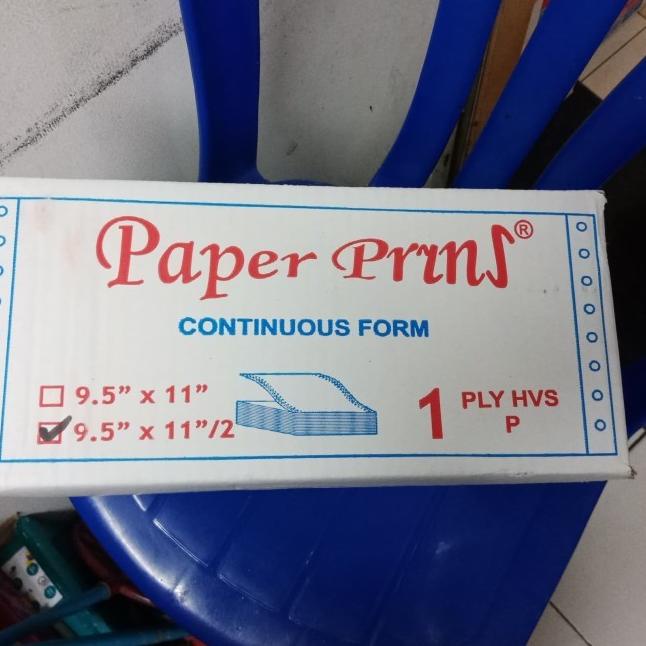 Paper Prins®
CONTINUOUS FORM
9.5” x 11”
9.5” x 11”/2
1 PLY HVS
P